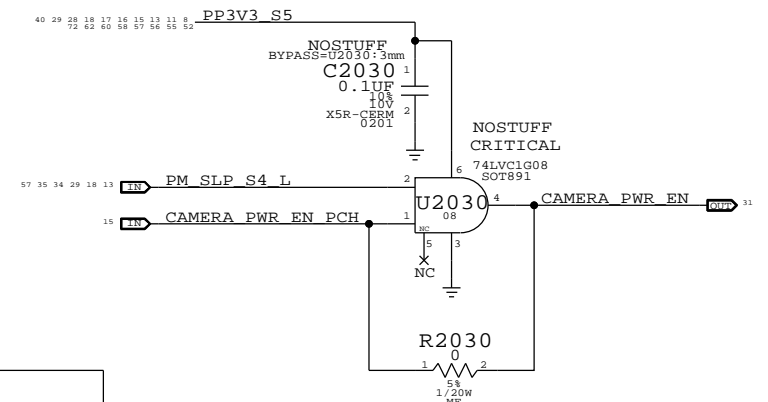 40 29 28 18 17 16 15 13 11 8
72 62 60 58 57 56 55 52
PP3V3_S5
NOSTUFF
BYPASS=U2030:3mm
C2030
1
0.1UF
10%
10V
2
X5R-CERM
0201
NOSTUFF
CRITICAL
6
74LVC1G08
SOT891
57 35 34 29 18 13
IN
PM_SLP_S4_L
2
U2030
08
4
CAMERA_PWR_EN
OUT
31
15
IN
CAMERA_PWR_EN_PCH
1
NC
5
3
NC
R2030
0
1
2
5%
1/20W
MF